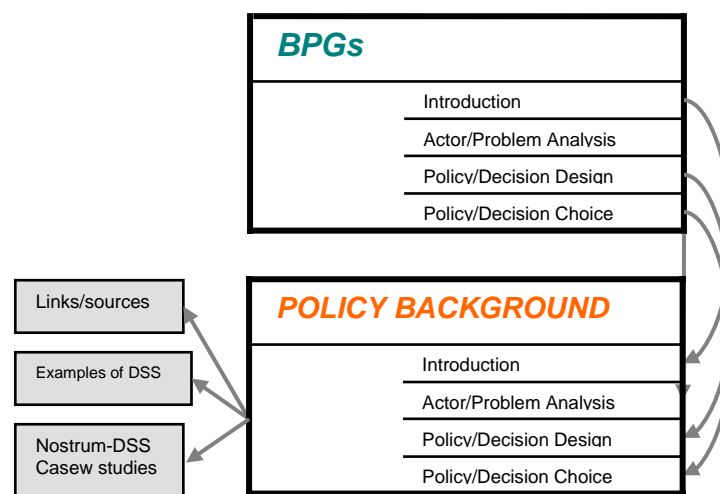 BPGs
Introduction
Actor/Problem Analysis
Policy/Decision Design
Policy/Decision Choice
POLICY BACKGROUND
Introduction
Actor/Problem Analysis
Policy/Decision Design
Policy/Decision Choice
Links/sources
Examples of DSS
Nostrum-DSS
Casew studies